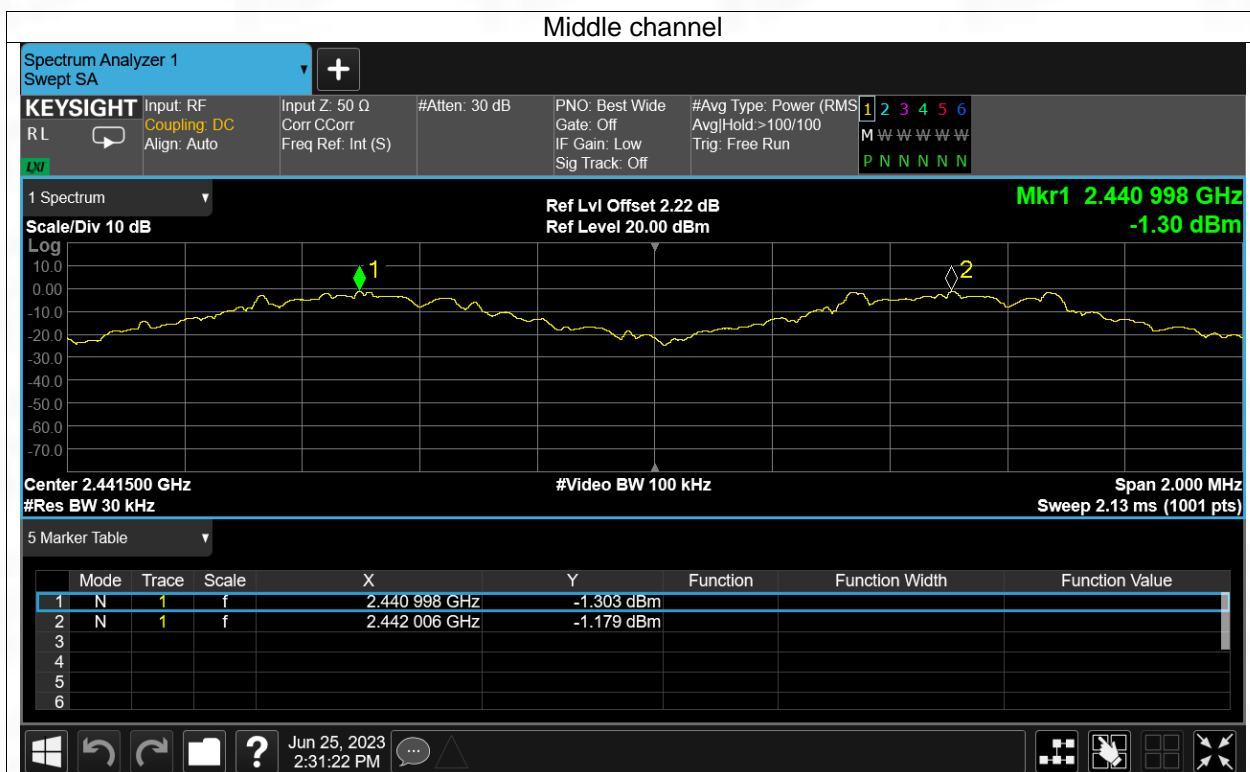 Middle channel
Spectrum Analyzer 1
Swept SA
KEYSIGHT
R L
LXI
Input: RF
Coupling: DC
Align: Auto
Input Z: 50 Ω
Corr CCorr
Freq Ref: Int (S)
#Atten: 30 dB
PNO: Best Wide
Gate: Off
IF Gain: Low
Sig Track: Off
#Avg Type: Power (RMS
Avg|Hold:>100/100
Trig: Free Run
1 2 3 4 5 6
M W W W W W
P N N N N N
1 Spectrum
Scale/Div 10 dB
Ref Lvl Offset 2.22 dB
Ref Level 20.00 dBm
Mkr1 2.440 998 GHz
-1.30 dBm
Log
10.0
0.00
-10.0
-20.0
-30.0
-40.0
-50.0
-60.0
-70.0
1
2
Center 2.441500 GHz
#Res BW 30 kHz
#Video BW 100 kHz
Span 2.000 MHz
Sweep 2.13 ms (1001 pts)
5 Marker Table
Mode Trace Scale X Y Function Function Width Function Value
1 N 1 f 2.440 998 GHz -1.303 dBm
2 N 1 f 2.442 006 GHz -1.179 dBm
3
4
5
6
?
Jun 25, 2023
2:31:22 PM